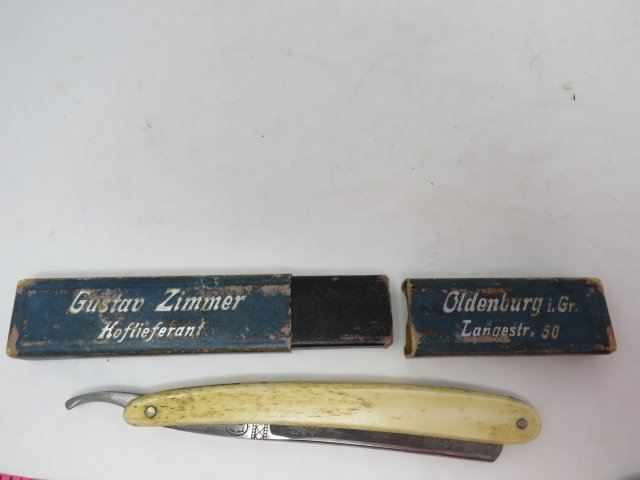 Gustav Zimmer
Hoflieferant
Oldenburg i. Gr.
Langestr. 50